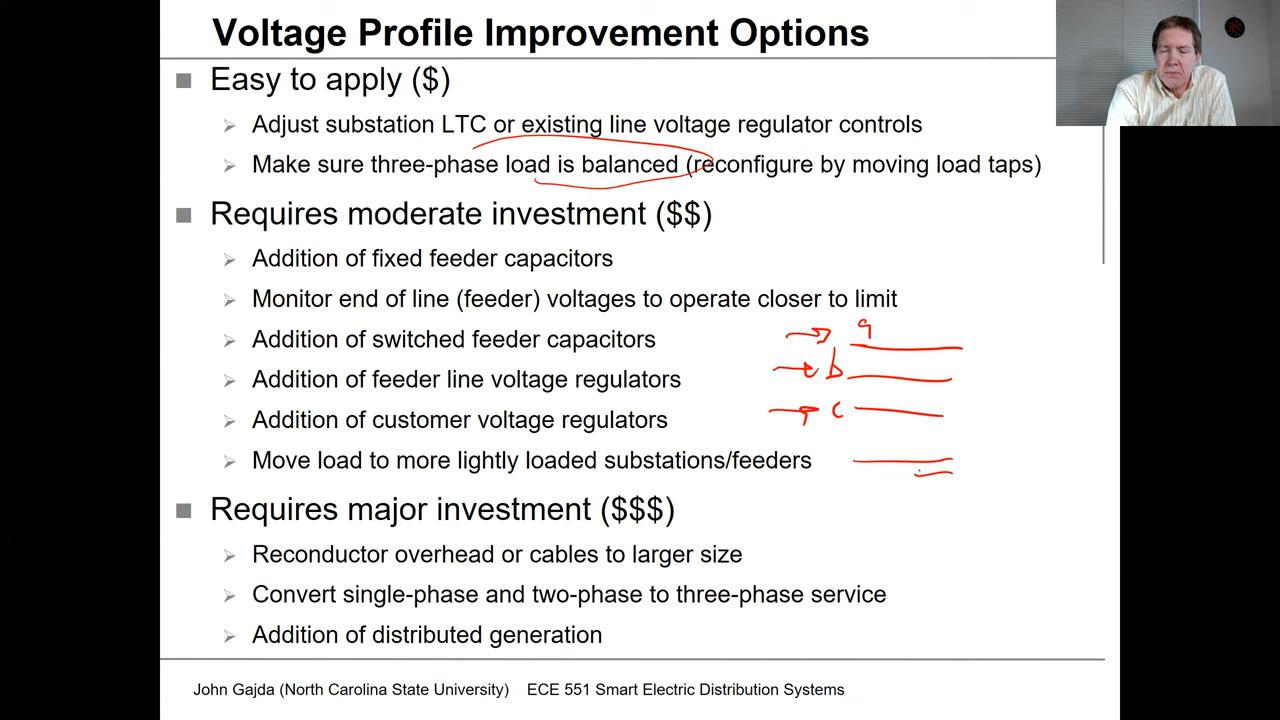 Voltage Profile Improvement Options
Easy to apply ($)
Adjust substation LTC or existing line voltage regulator controls
Make sure three-phase load is balanced (reconfigure by moving load taps)
Requires moderate investment ($$)
Addition of fixed feeder capacitors
Monitor end of line (feeder) voltages to operate closer to limit
Addition of switched feeder capacitors
a
Addition of feeder line voltage regulators
b
Addition of customer voltage regulators
c
Move load to more lightly loaded substations/feeders
Requires major investment ($$$)
Reconductor overhead or cables to larger size
Convert single-phase and two-phase to three-phase service
Addition of distributed generation
John Gajda (North Carolina State University) ECE 551 Smart Electric Distribution Systems